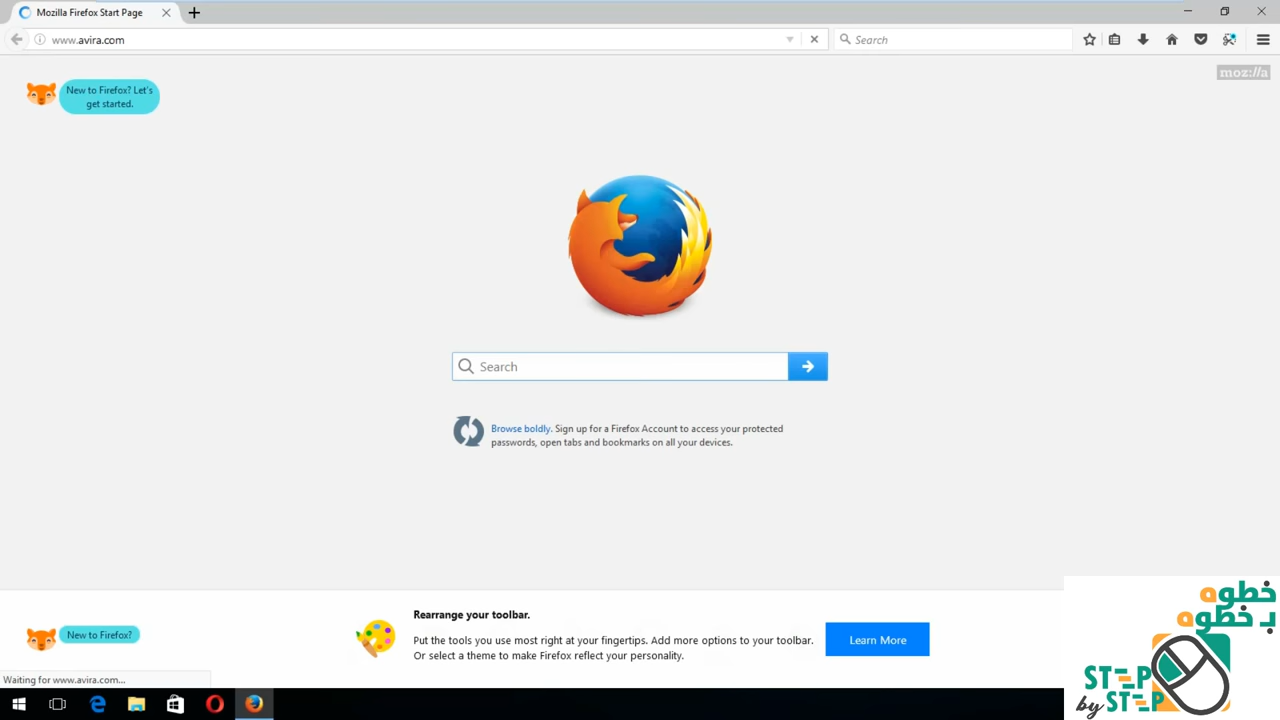 Mozilla Firefox Start Page
www.avira.com
Search
moz://a
New to Firefox? Let's
get started.
Search
Browse boldly. Sign up for a Firefox Account to access your protected
passwords, open tabs and bookmarks on all your devices.
Rearrange your toolbar.
New to Firefox?
Put the tools you use most right at your fingertips. Add more options to your toolbar.
Or select a theme to make Firefox reflect your personality.
Learn More
Waiting for www.avira.com...
خطوه
بـ خطوه
STEP
by STEP